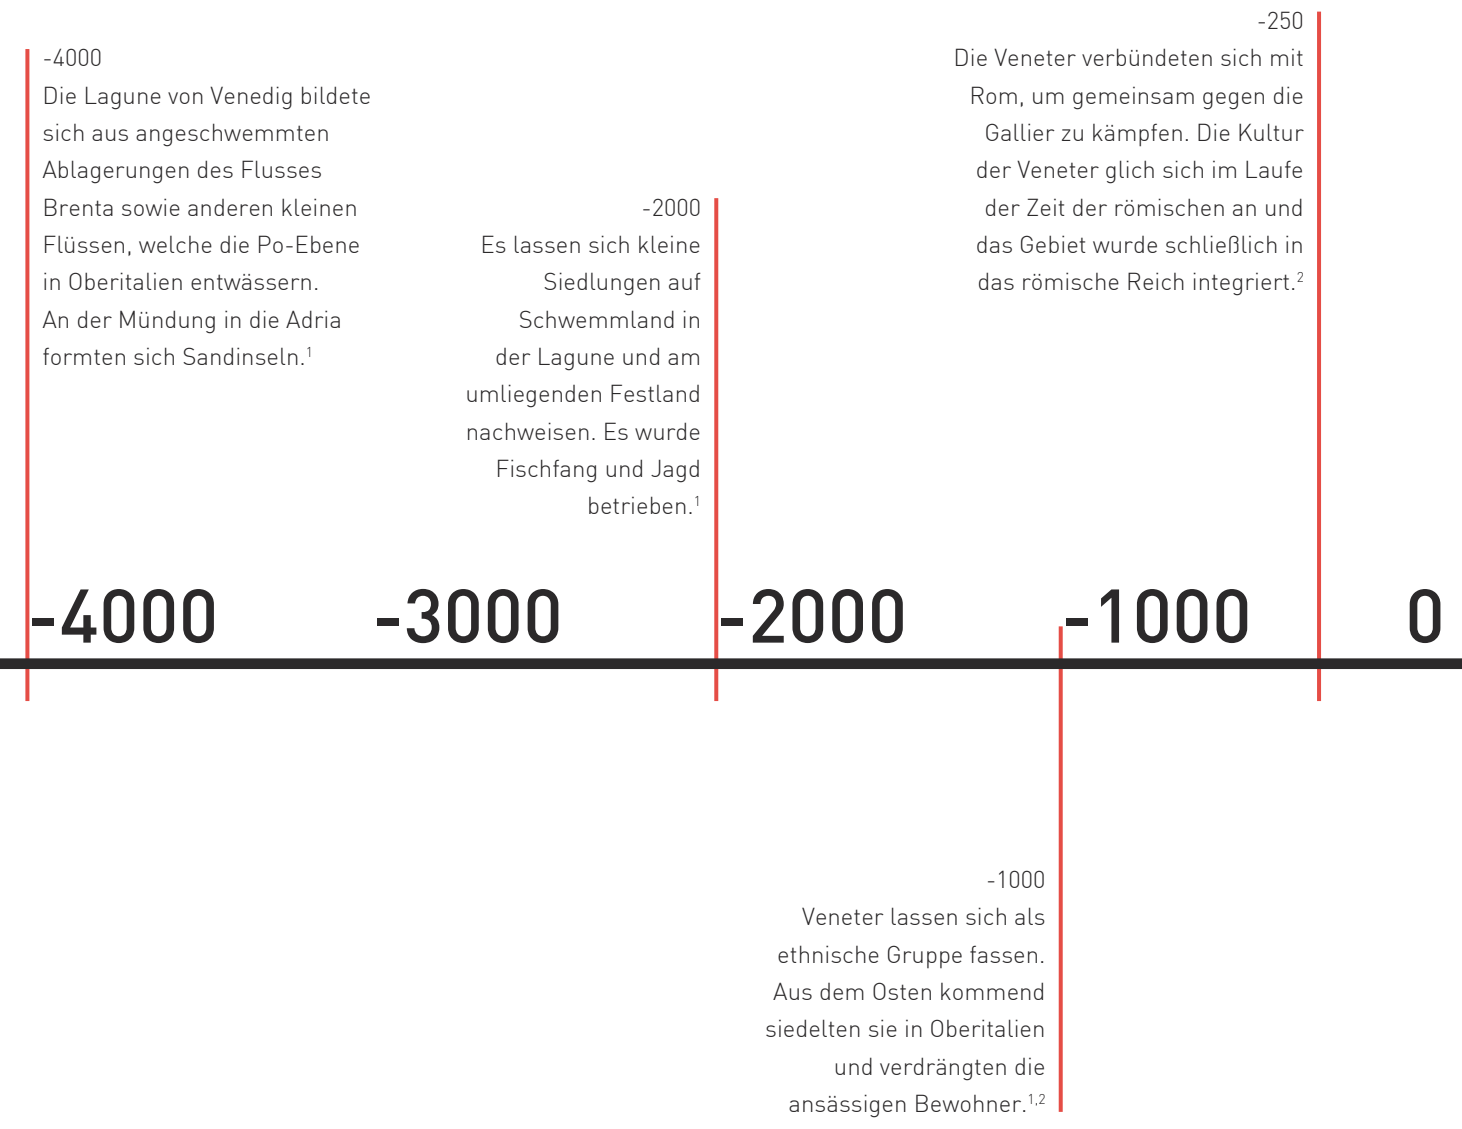 -4000
Die Lagune von Venedig bildete
sich aus angeschwemmten
Ablagerungen des Flusses
Brenta sowie anderen kleinen
Flüssen, welche die Po-Ebene
in Oberitalien entwässern.
An der Mündung in die Adria
formten sich Sandinseln.¹
-2000
Es lassen sich kleine
Siedlungen auf
Schwemmland in
der Lagune und am
umliegenden Festland
nachweisen. Es wurde
Fischfang und Jagd
betrieben.¹
-250
Die Veneter verbündeten sich mit
Rom, um gemeinsam gegen die
Gallier zu kämpfen. Die Kultur
der Veneter glich sich im Laufe
der Zeit der römischen an und
das Gebiet wurde schließlich in
das römische Reich integriert.²
-4000 -3000 -2000 -1000 0
-1000
Veneter lassen sich als
ethnische Gruppe fassen.
Aus dem Osten kommend
siedelten sie in Oberitalien
und verdrängten die
ansässigen Bewohner.¹,²